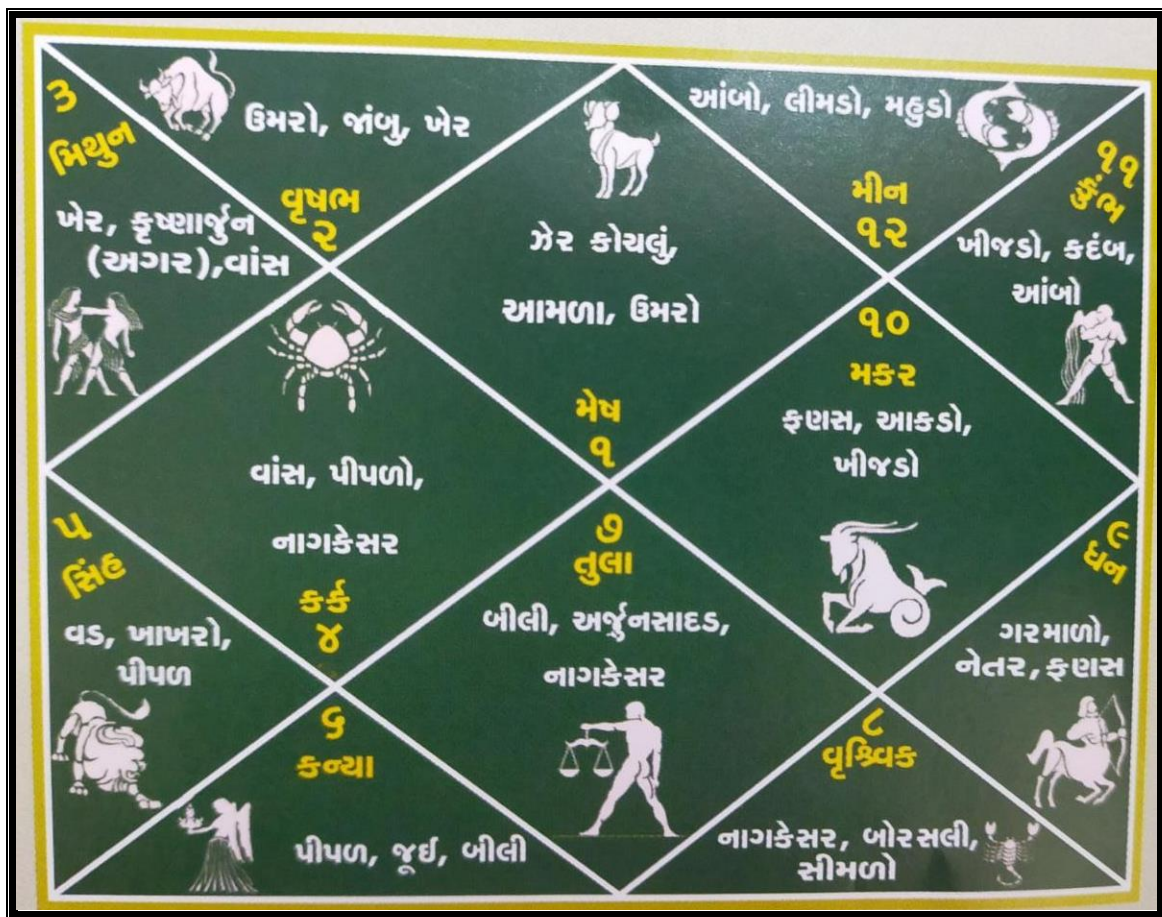 ૩
મિથુન
ખેર, કૃષ્ણાર્જુન
(અગર),વાંસ
ઉમરો, જાંબુ, ખેર
વૃષભ
૨
ઝેર કોચલું,
આમળા, ઉમરો
મેષ
૧
આંબો, લીમડો, મહુડો
મીન
૧૨
૧૧
કુંભ
ખીજડો, કદંબ,
આંબો
૧૦
મકર
ફણસ, આકડો,
ખીજડો
વાંસ, પીપળો,
નાગકેસર
કર્ક
૪
૫
સિંહ
વડ, ખાખરો,
પીપળ
૭
તુલા
બીલી, અર્જુનસાદડ,
નાગકેસર
૯
ધન
ગરમાળો,
નેતર, ફણસ
૬
કન્યા
પીપળ, જૂઈ, બીલી
૮
વૃશ્ચિક
નાગકેસર, બોરસલી,
સીમળો